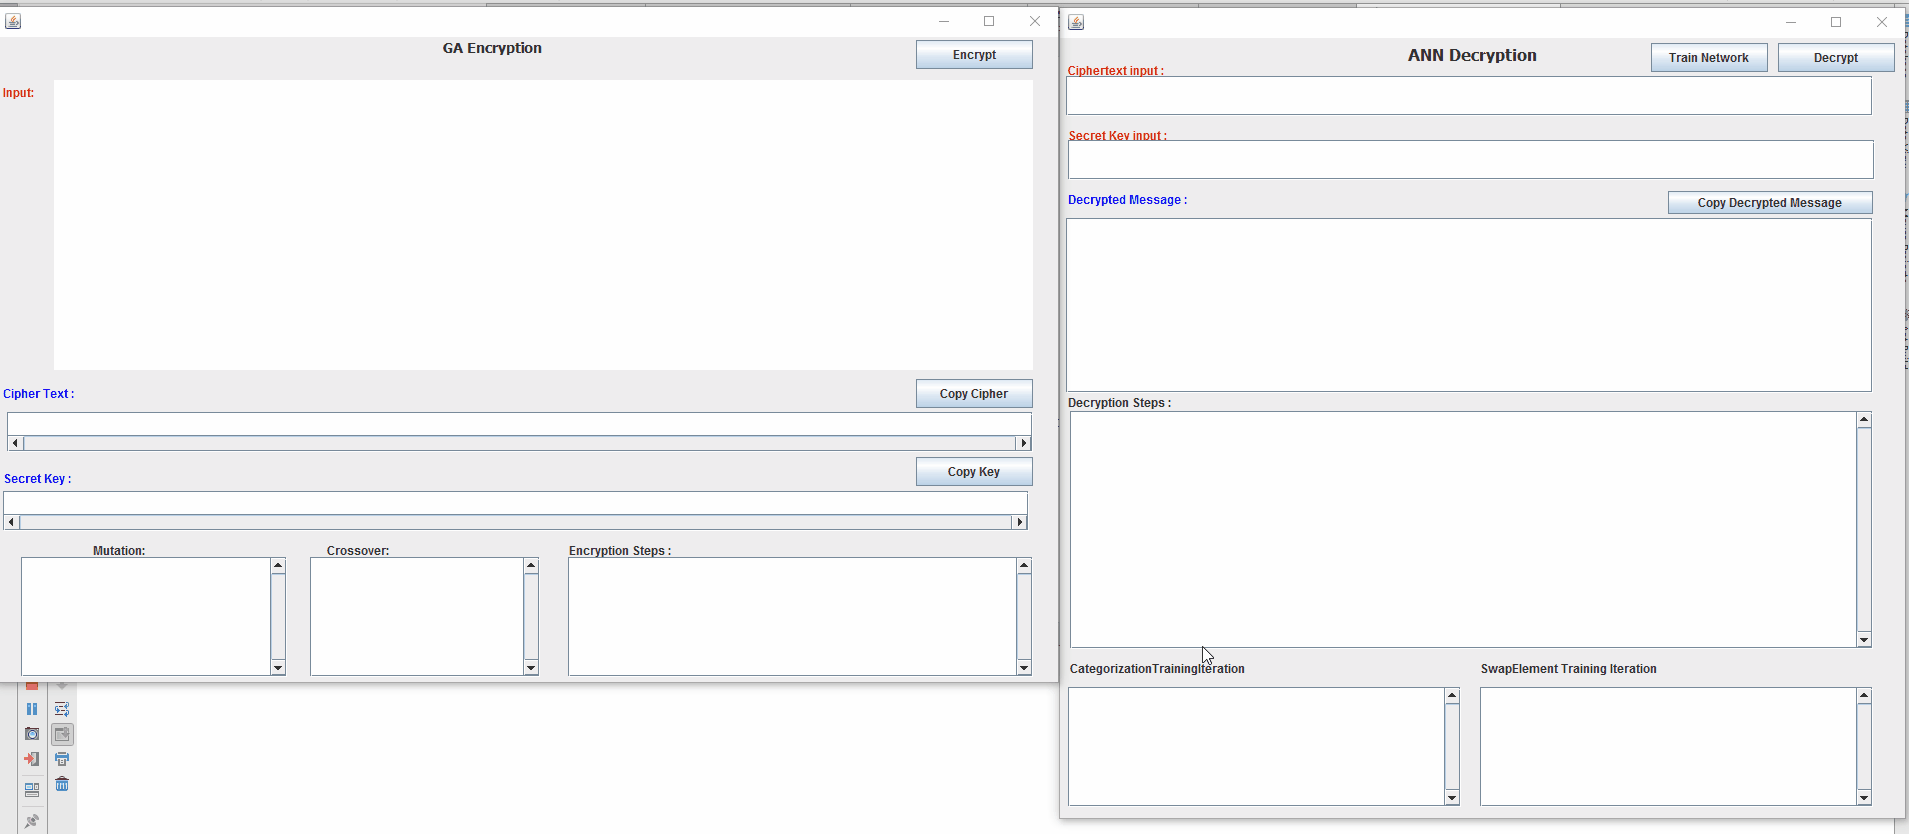 GA Encryption
Encrypt
Input:
Cipher Text :
Copy Cipher
Secret Key :
Copy Key
Mutation:
Crossover:
Encryption Steps :
ANN Decryption
Train Network
Decrypt
Ciphertext input :
Secret Key input :
Decrypted Message :
Copy Decrypted Message
Decryption Steps :
CategorizationTrainingIteration
SwapElement Training Iteration